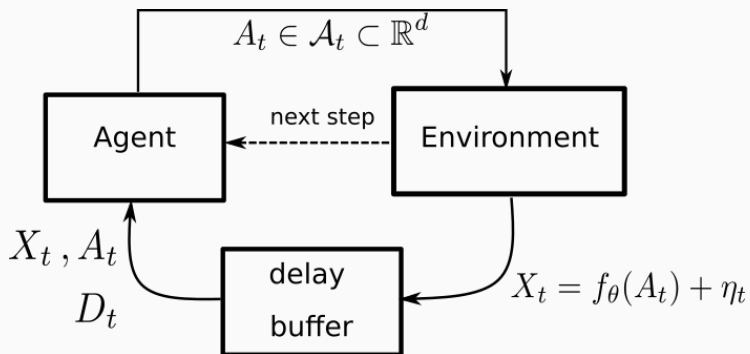 A_t ∈ 𝒜_t ⊂ ℝ^d
Agent
next step
Environment
X_t , A_t
D_t
delay
buffer
X_t = f_θ(A_t) + η_t